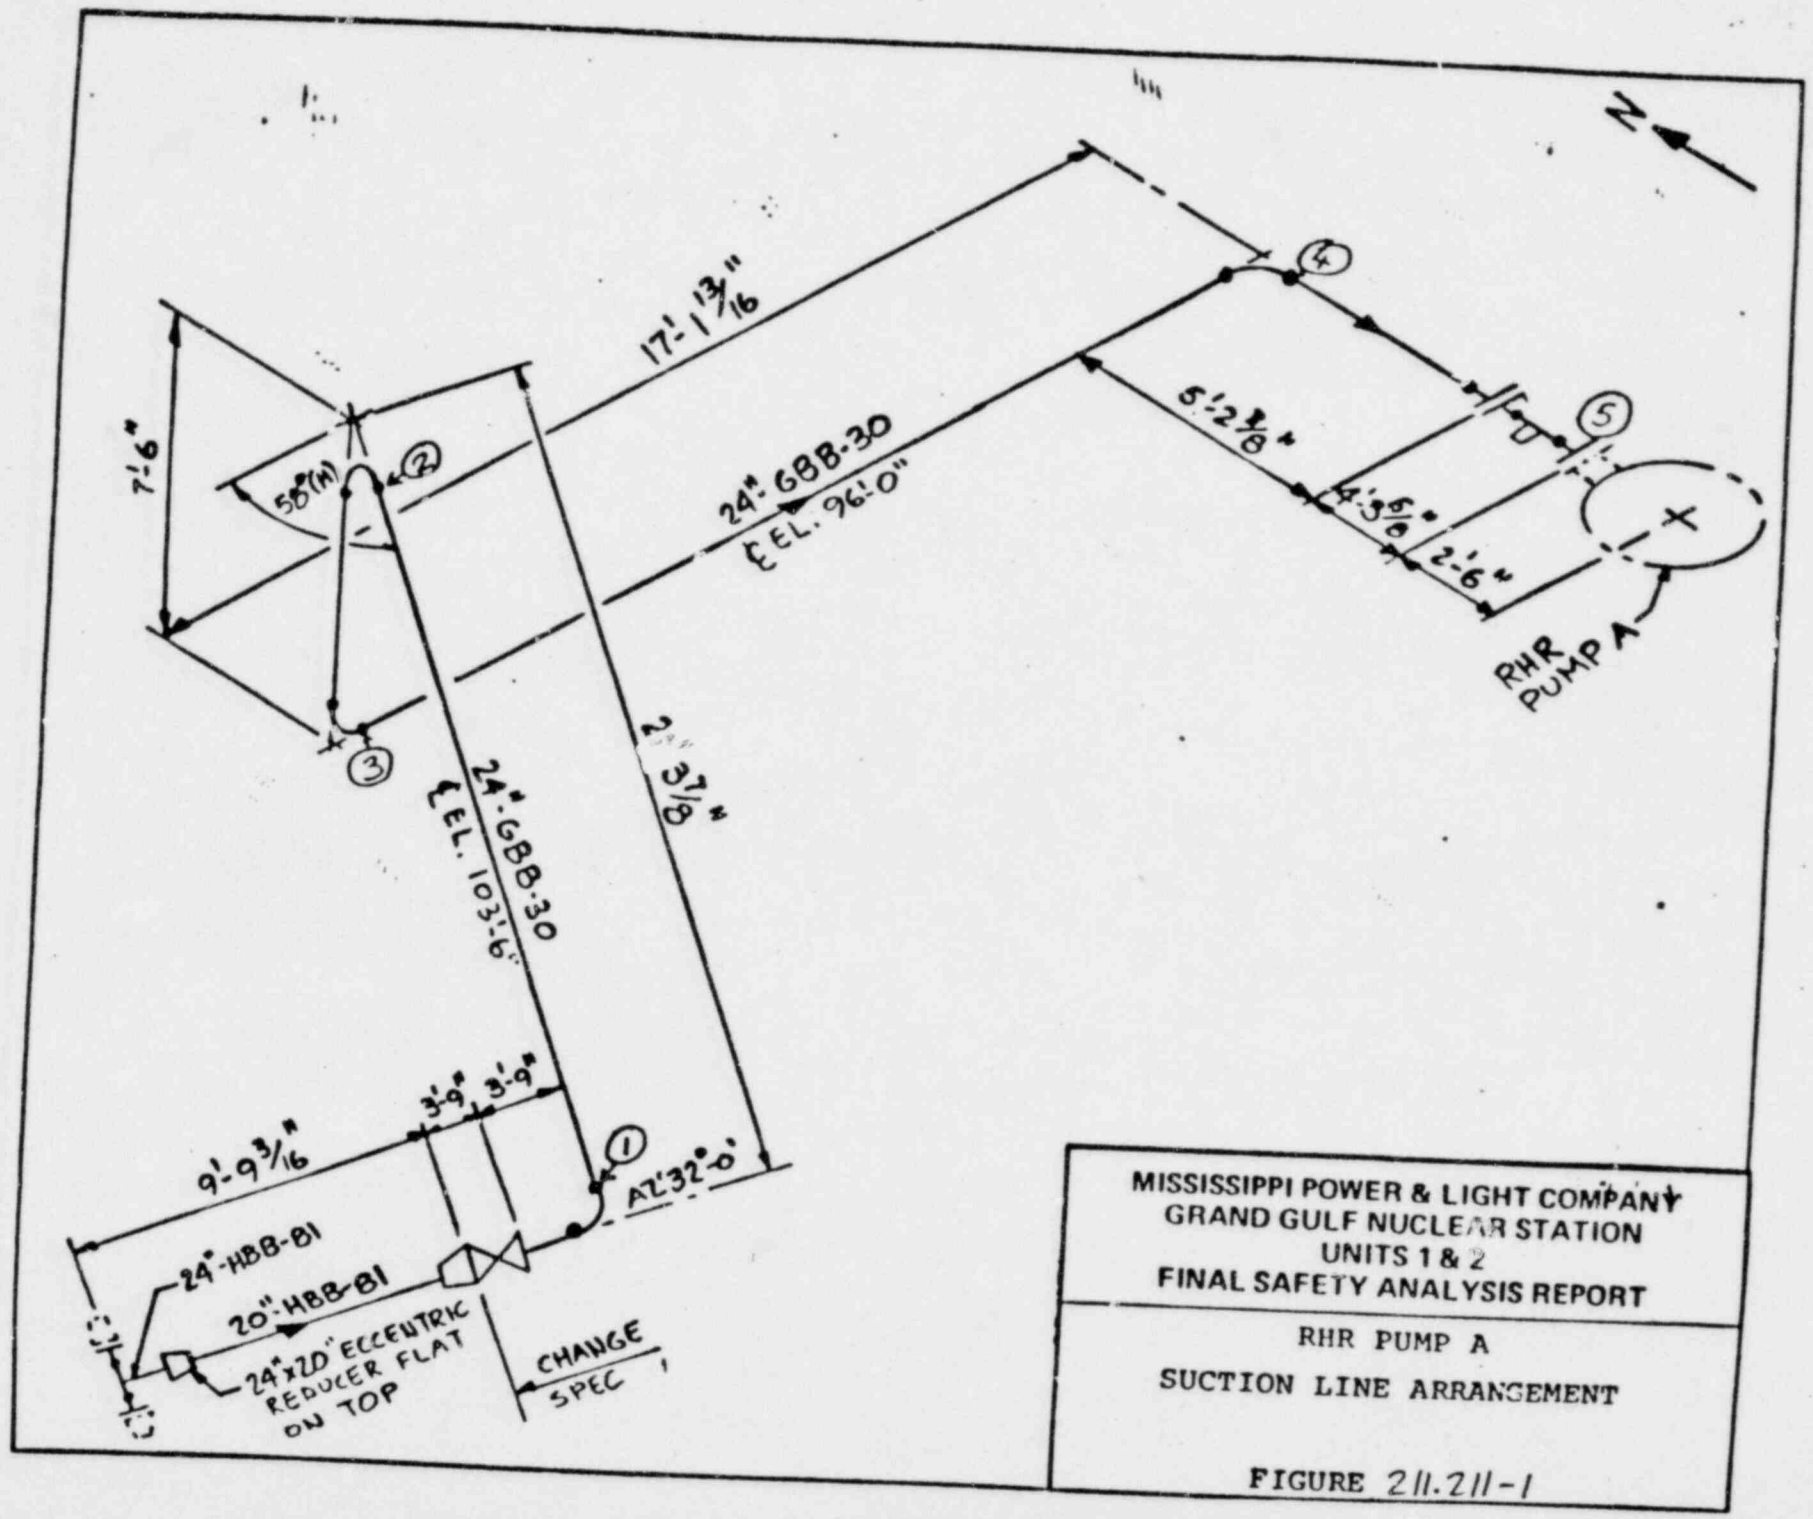 N
17'-1 13/16"
④
7'-6"
58°(H)
②
24"-GBB-30
℄ EL. 96'-0"
5'-2
⑤
2'-6"
RHR
PUMP A
③
3 7/8"
24"-GBB-30
℄ EL. 103'-6"
3'-9"
3'-9"
9'-9 3/16"
①
AZ 32°-0'
24"-HBB-81
20"-HBB-81
24"x20" ECCENTRIC
REDUCER FLAT
ON TOP
CHANGE
SPEC
MISSISSIPPI POWER & LIGHT COMPANY
GRAND GULF NUCLEAR STATION
UNITS 1 & 2
FINAL SAFETY ANALYSIS REPORT
RHR PUMP A
SUCTION LINE ARRANGEMENT
FIGURE 211.211-1